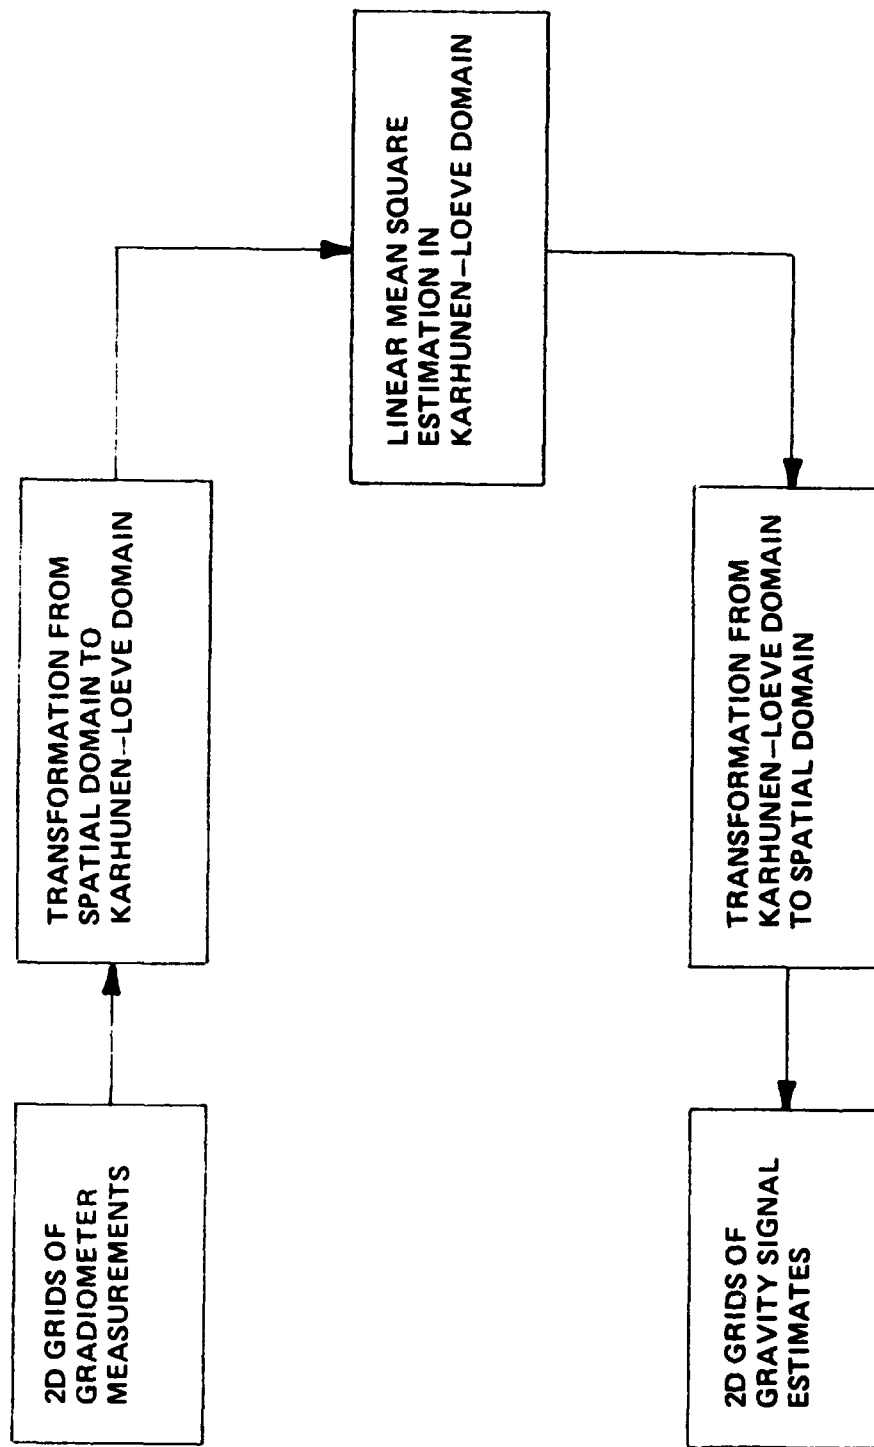 2D GRIDS OF
GRADIOMETER
MEASUREMENTS
TRANSFORMATION FROM
SPATIAL DOMAIN TO
KARHUNEN–LOEVE DOMAIN
LINEAR MEAN SQUARE
ESTIMATION IN
KARHUNEN–LOEVE DOMAIN
TRANSFORMATION FROM
KARHUNEN–LOEVE DOMAIN
TO SPATIAL DOMAIN
2D GRIDS OF
GRAVITY SIGNAL
ESTIMATES